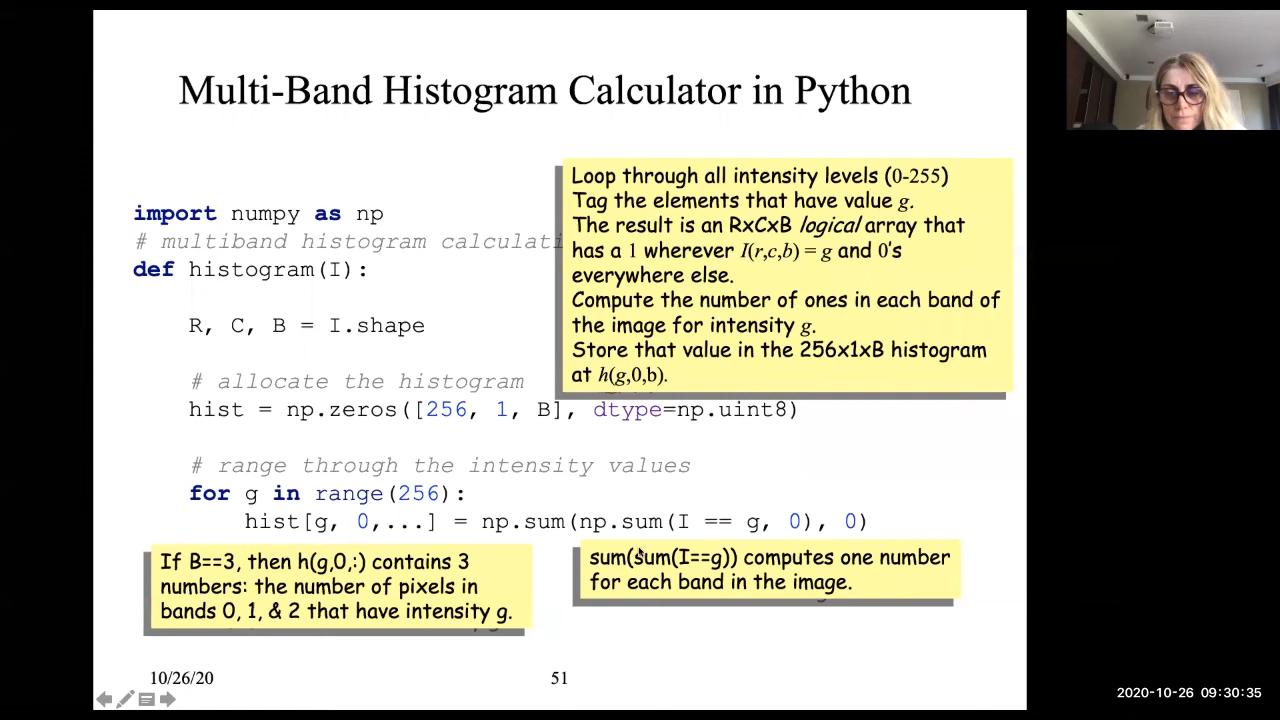 Multi-Band Histogram Calculator in Python
import numpy as np
# multiband histogram calculati
def histogram(I):
R, C, B = I.shape
# allocate the histogram
hist = np.zeros([256, 1, B], dtype=np.uint8)
# range through the intensity values
for g in range(256):
hist[g, 0,...] = np.sum(np.sum(I == g, 0), 0)
Loop through all intensity levels (0-255)
Tag the elements that have value g.
The result is an RxCxB logical array that
has a 1 wherever I(r,c,b) = g and 0's
everywhere else.
Compute the number of ones in each band of
the image for intensity g.
Store that value in the 256x1xB histogram
at h(g,0,b).
If B==3, then h(g,0,:) contains 3
numbers: the number of pixels in
bands 0, 1, & 2 that have intensity g.
sum(sum(I==g)) computes one number
for each band in the image.
10/26/20
51
2020-10-26 09:30:35